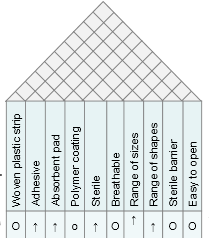 Woven plastic strip
Adhesive
Absorbent pad
Polymer coating
Sterile
Breathable
Range of sizes
Range of shapes
Sterile barrier
Easy to open
O ↑ ↑ o ↑ O ↑ ↑ O O